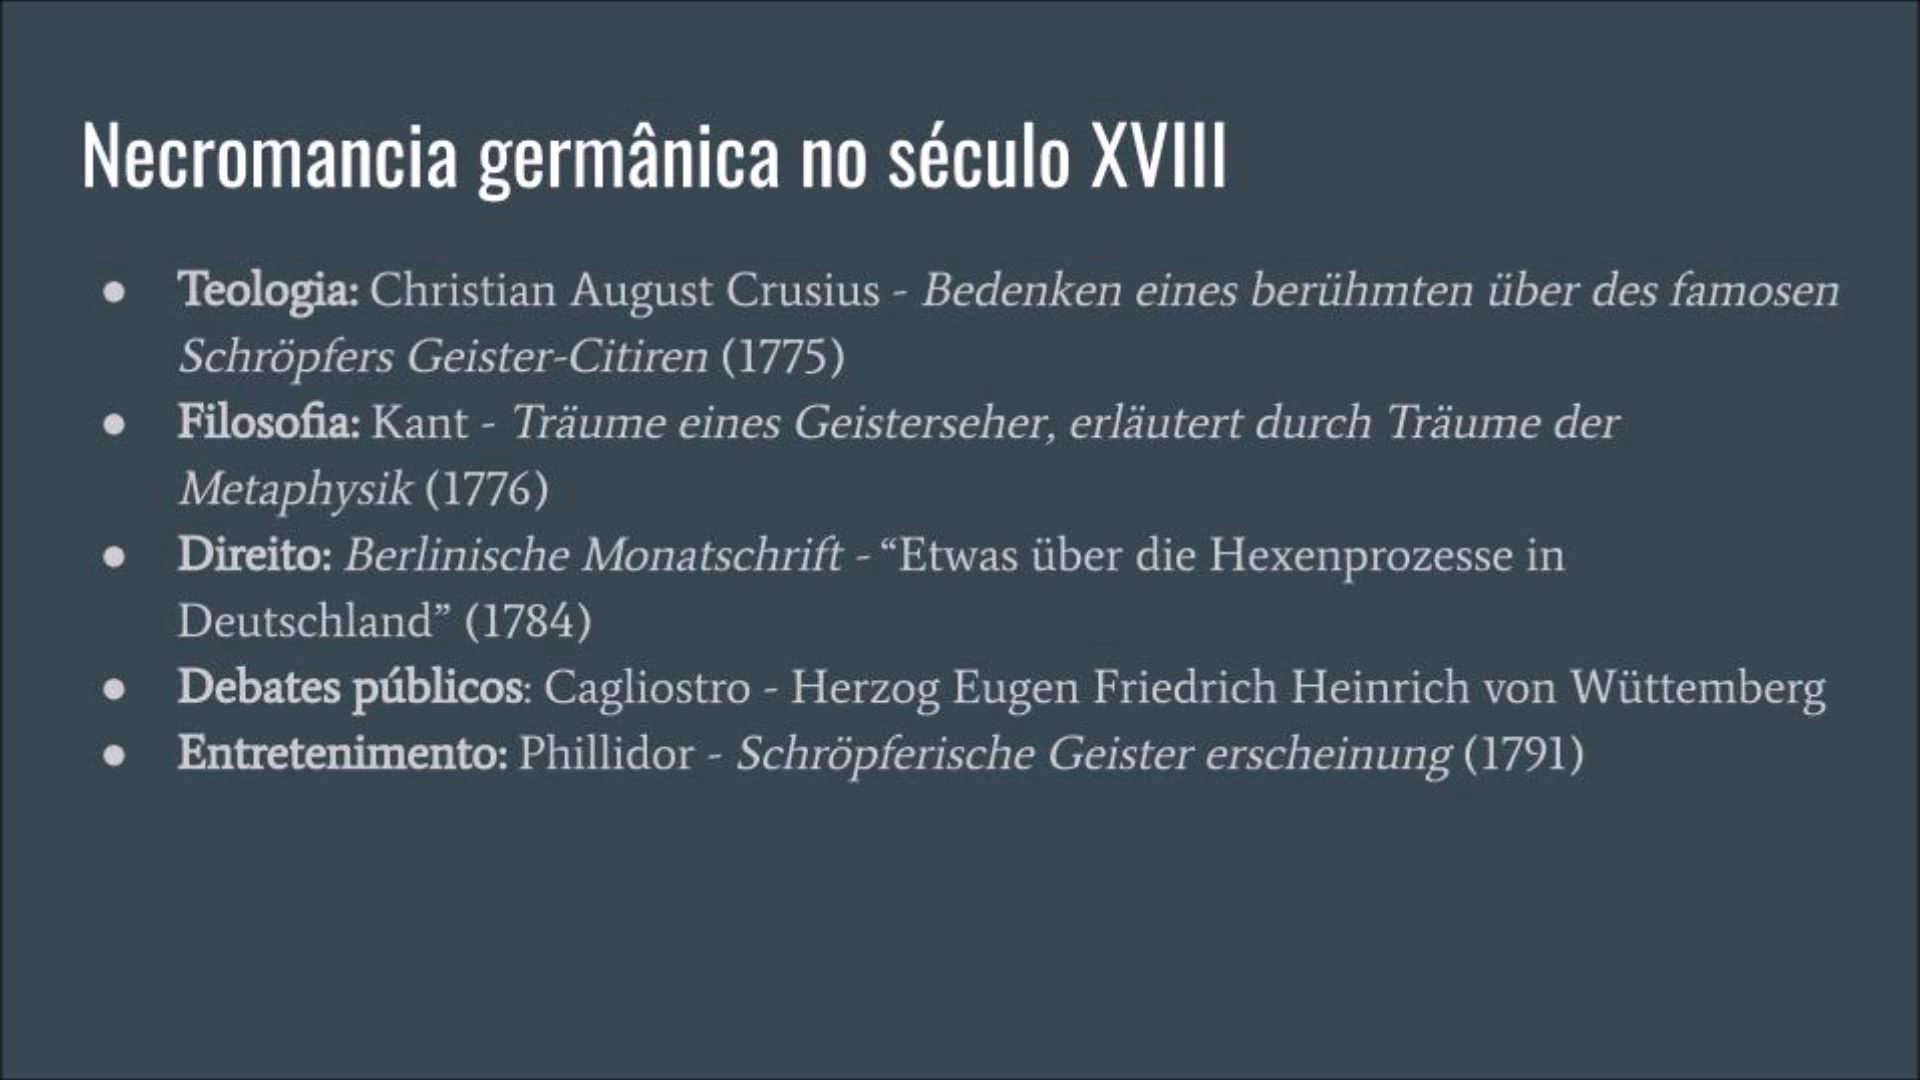 Necromancia germânica no século XVIII
● Teologia: Christian August Crusius - Bedenken eines berühmten über des famosen
Schröpfers Geister-Citiren (1775)
● Filosofia: Kant - Träume eines Geisterseher, erläutert durch Träume der
Metaphysik (1776)
● Direito: Berlinische Monatschrift - “Etwas über die Hexenprozesse in
Deutschland” (1784)
● Debates públicos: Cagliostro - Herzog Eugen Friedrich Heinrich von Wüttemberg
● Entretenimento: Phillidor - Schröpferische Geister erscheinung (1791)